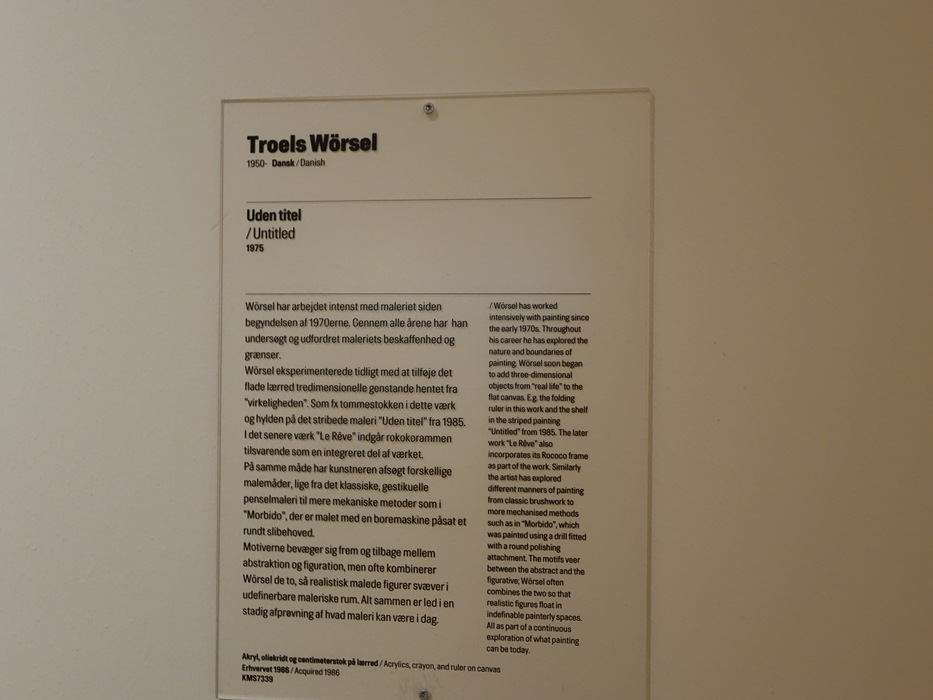 Troels Wörsel
1950- Dansk / Danish
Uden titel
/ Untitled
1975
Wörsel har arbejdet intenst med maleriet siden
begyndelsen af 1970erne. Gennem alle årene har han
undersøgt og udfordret maleriets beskaffenhed og
grænser.
Wörsel eksperimenterede tidligt med at tilføje det
flade lærred tredimensionelle genstande hentet fra
"virkeligheden". Som fx tommestokken i dette værk
og hylden på det stribede maleri "Uden titel" fra 1985.
I det senere værk "Le Rêve" indgår rokokorammen
tilsvarende som en integreret del af værket.
På samme måde har kunstneren afsøgt forskellige
malemåder, lige fra det klassiske, gestikuelle
penselmaleri til mere mekaniske metoder som i
"Morbido", der er malet med en boremaskine påsat et
rundt slibehoved.
Motiverne bevæger sig frem og tilbage mellem
abstraktion og figuration, men ofte kombinerer
Wörsel de to, så realistisk malede figurer svæver i
udefinerbare maleriske rum. Alt sammen er led i en
stadig afprøvning af hvad maleri kan være i dag.
/ Wörsel has worked
intensively with painting since
the early 1970s. Throughout
his career he has explored the
nature and boundaries of
painting. Wörsel soon began
to add three-dimensional
objects from "real life" to the
flat canvas. E.g. the folding
ruler in this work and the shelf
in the striped painting
"Untitled" from 1985. The later
work "Le Rêve" also
incorporates its Rococo frame
as part of the work. Similarly
the artist has explored
different manners of painting
from classic brushwork to
more mechanised methods
such as in "Morbido", which
was painted using a drill fitted
with a round polishing
attachment. The motifs veer
between the abstract and the
figurative; Wörsel often
combines the two so that
realistic figures float in
indefinable painterly spaces.
All as part of a continuous
exploration of what painting
can be today.
Akryl, oliekridt og centimeterstok på lærred / Acrylics, crayon, and ruler on canvas
Erhvervet 1986 / Acquired 1986
KMS7339